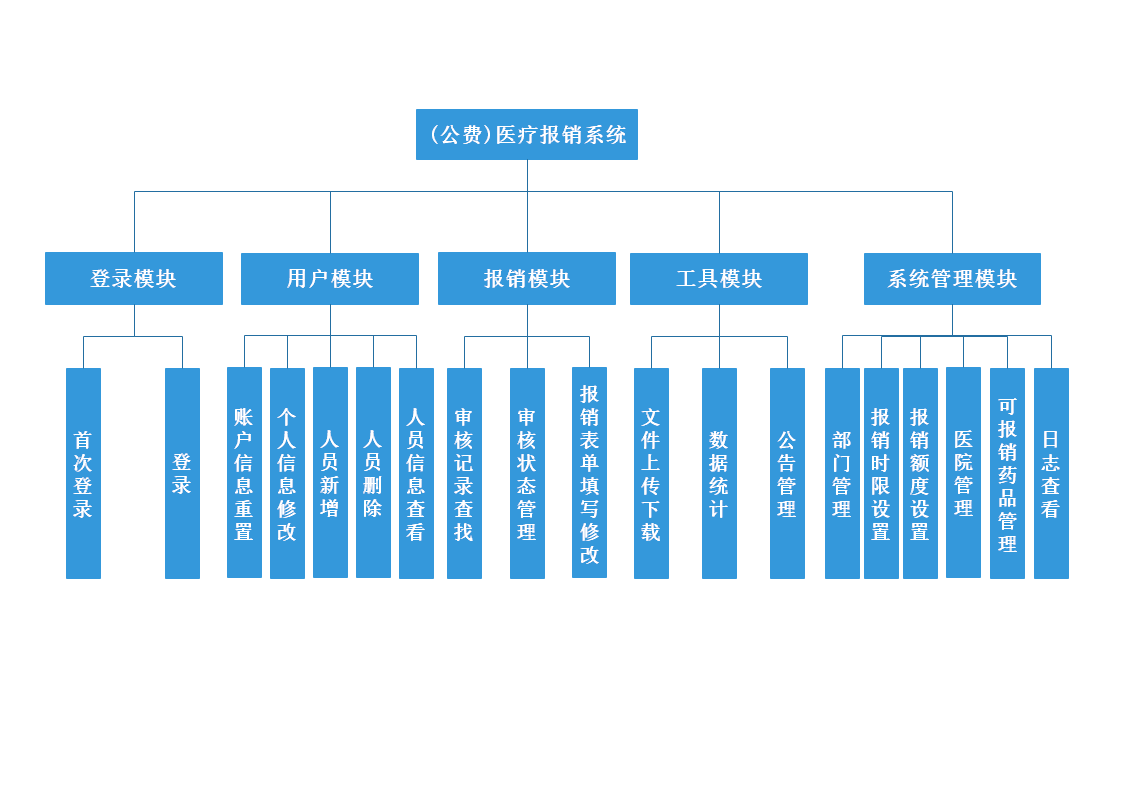 (公费)医疗报销系统
登录模块
用户模块
报销模块
工具模块
系统管理模块
首次登录
登录
账户信息重置
个人信息修改
人员新增
人员删除
人员信息查看
审核记录查找
审核状态管理
报销表单填写修改
文件上传下载
数据统计
公告管理
部门管理
报销时限设置
报销额度设置
医院管理
可报销药品管理
日志查看